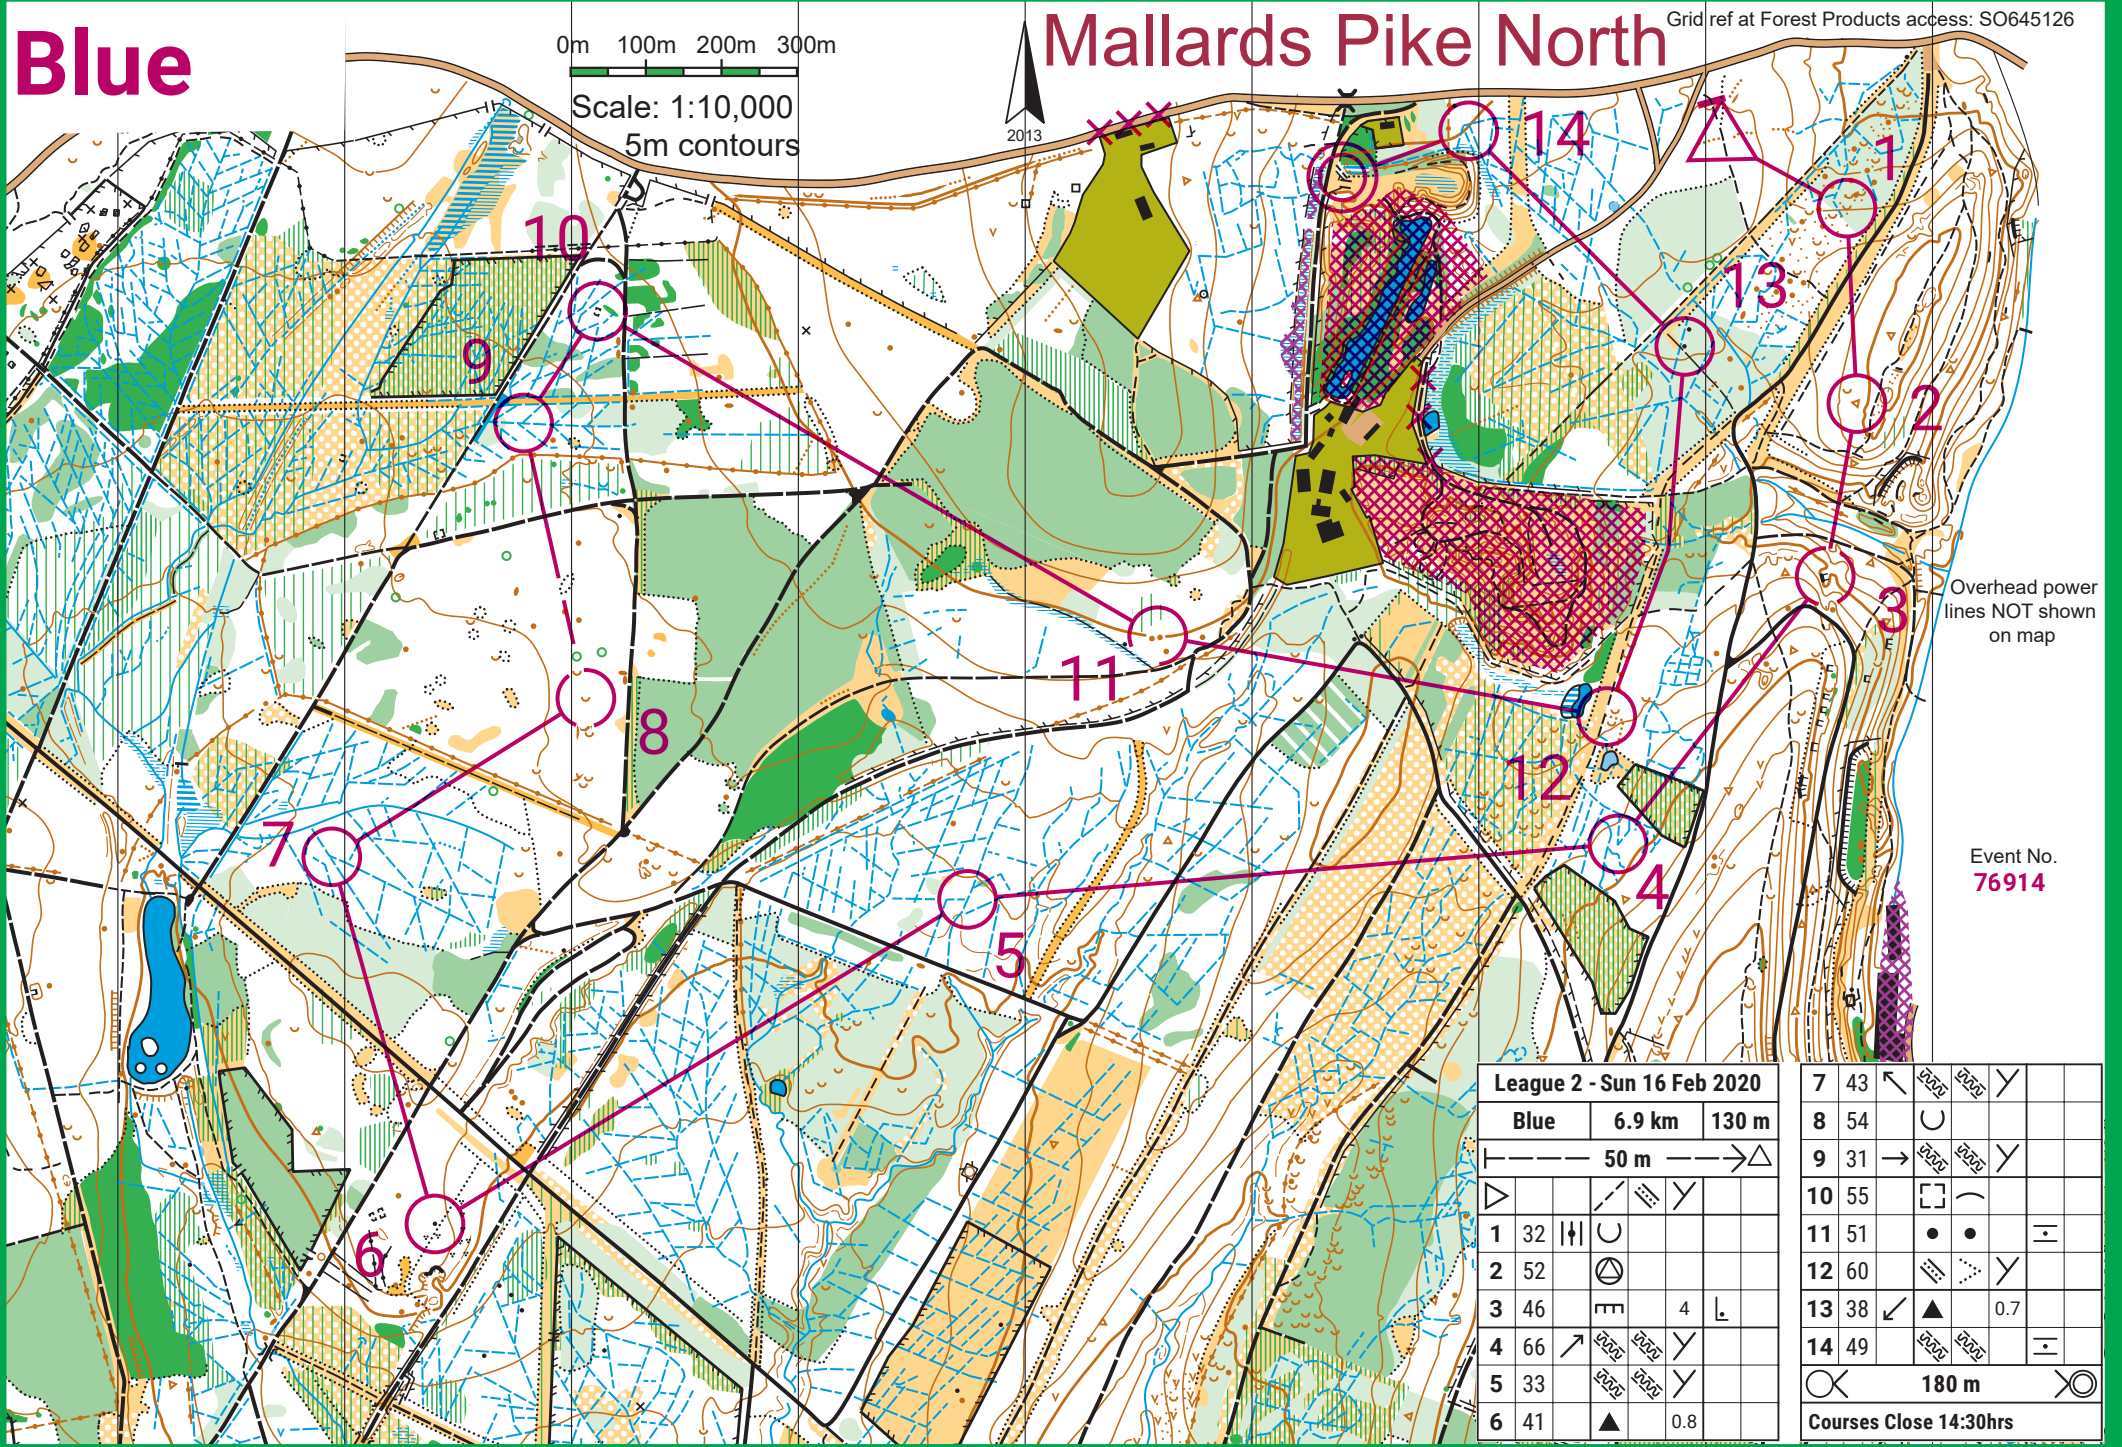 Blue
0m 100m 200m 300m
Scale: 1:10,000
5m contours
2013
Mallards Pike North
Grid ref at Forest Products access: SO645126
1
2
3
4
5
6
7
8
9
10
11
12
13
14
Overhead power
lines NOT shown
on map
Event No.
76914
League 2 - Sun 16 Feb 2020
Blue 6.9 km 130 m
50 m
1 32
2 52
3 46 4
4 66
5 33
6 41 0.8
7 43
8 54
9 31
10 55
11 51
12 60
13 38 0.7
14 49
180 m
Courses Close 14:30hrs